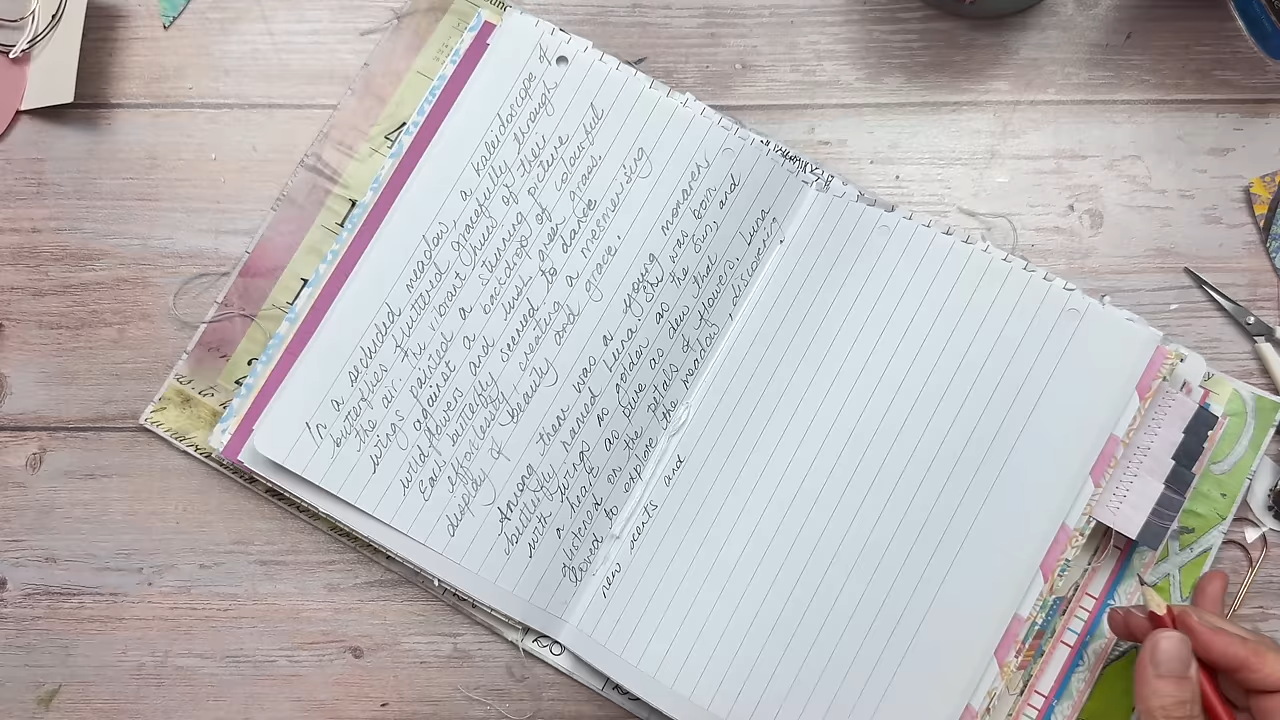 In a secluded meadow, a kaleidoscope of
butterflies fluttered gracefully through
the air. The vibrant hues of their
wings painted a stunning picture
against a backdrop of colourful
wildflowers and lush green grass.
Each butterfly seemed to dance
effortlessly, creating a mesmerising
display of beauty and grace.
Among them was a young monarch
butterfly named Luna. She was born
with wings as golden as the Sun, and
a heart as pure as dew that
glistened on the petals of flowers. Luna
loved to explore the meadow discovering
new scents and